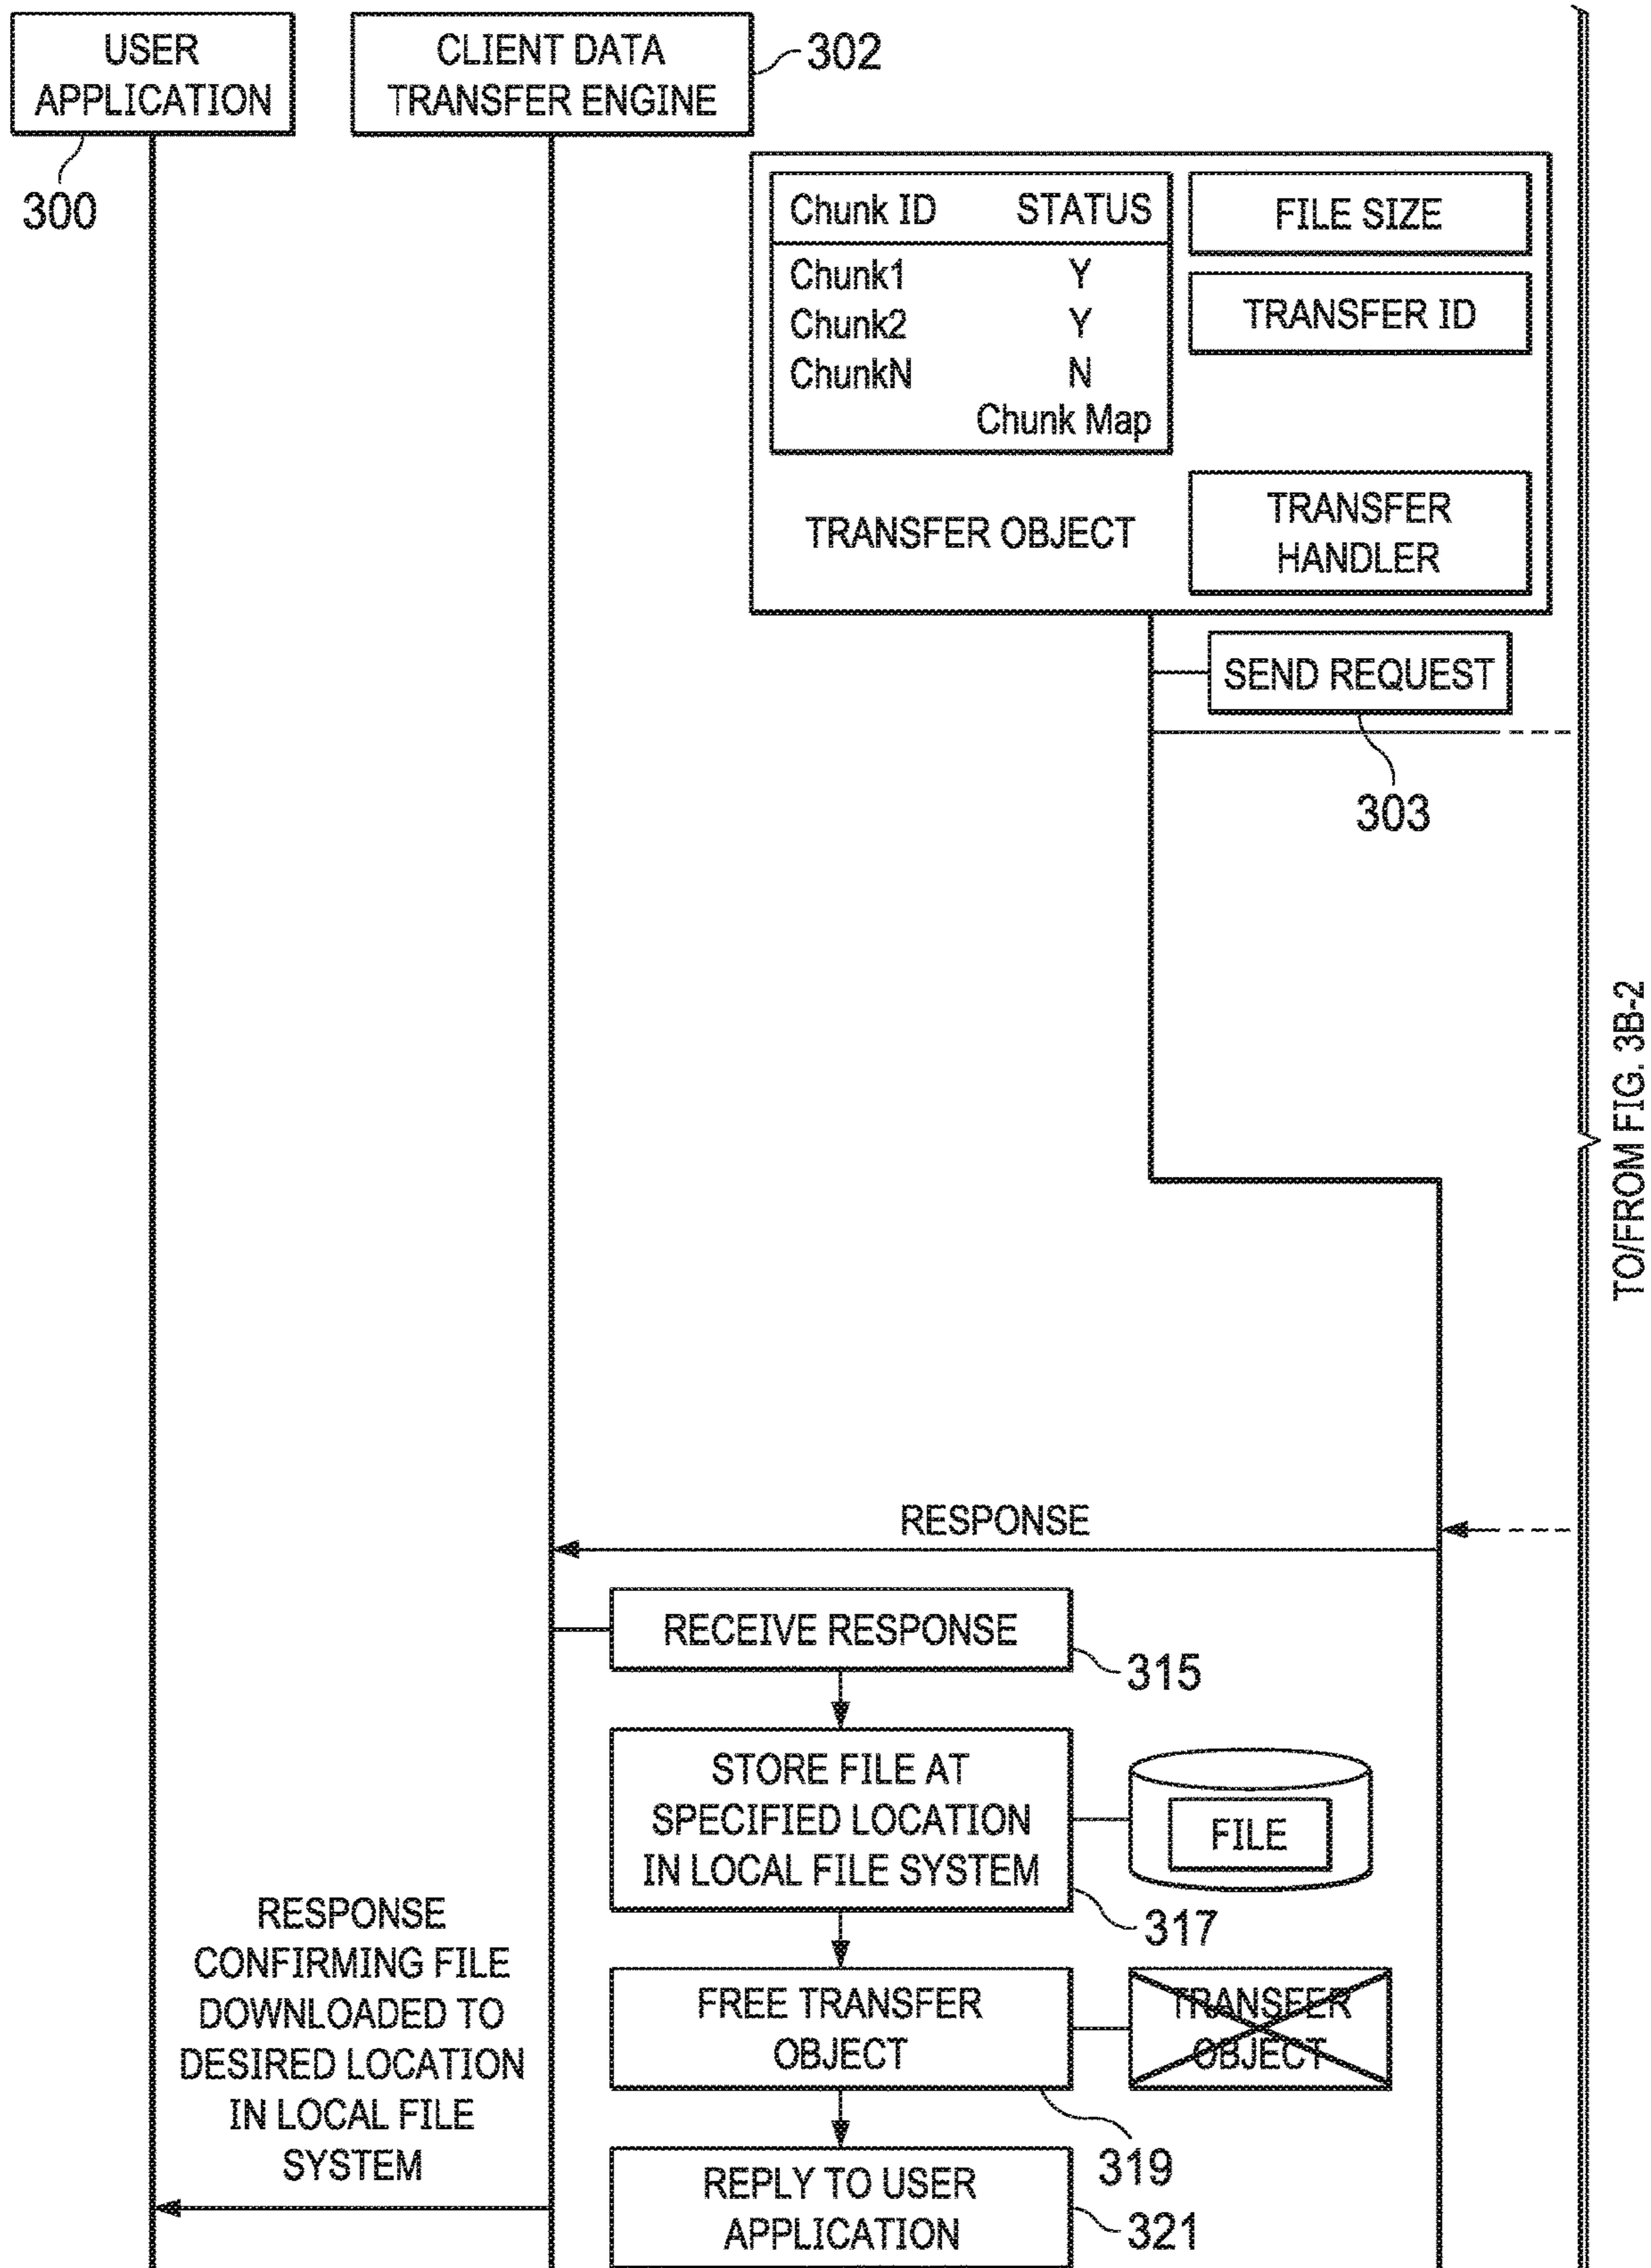 USER
APPLICATION
300
CLIENT DATA
TRANSFER ENGINE
302
Chunk ID STATUS
Chunk1 Y
Chunk2 Y
ChunkN N
Chunk Map
FILE SIZE
TRANSFER ID
TRANSFER OBJECT
TRANSFER
HANDLER
SEND REQUEST
303
TO/FROM FIG. 3B-2
RESPONSE
RECEIVE RESPONSE
315
STORE FILE AT
SPECIFIED LOCATION
IN LOCAL FILE SYSTEM
317
FILE
RESPONSE
CONFIRMING FILE
DOWNLOADED TO
DESIRED LOCATION
IN LOCAL FILE
SYSTEM
FREE TRANSFER
OBJECT
319
TRANSFER
OBJECT
REPLY TO USER
APPLICATION
321